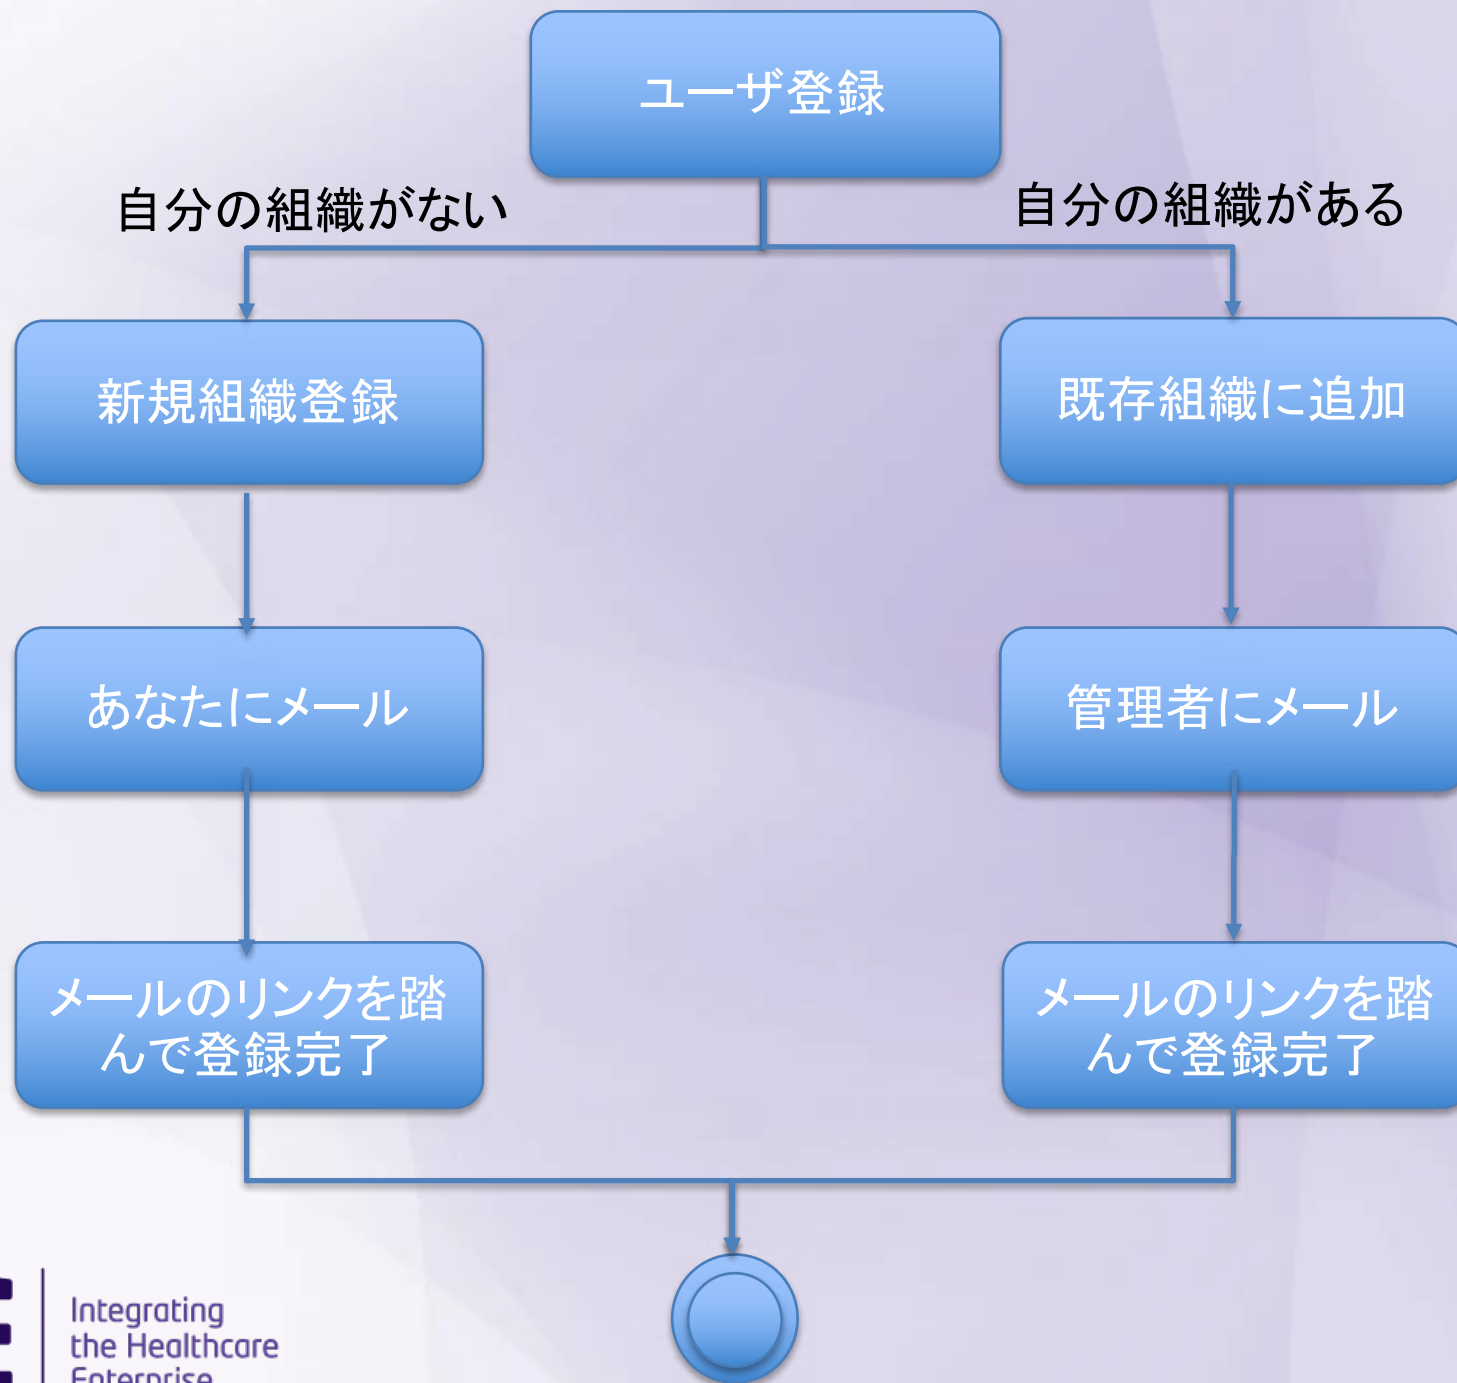 ユーザ登録
自分の組織がない
自分の組織がある
新規組織登録
既存組織に追加
あなたにメール
管理者にメール
メールのリンクを踏
んで登録完了
メールのリンクを踏
んで登録完了
Integrating
the Healthcare
Enterprise